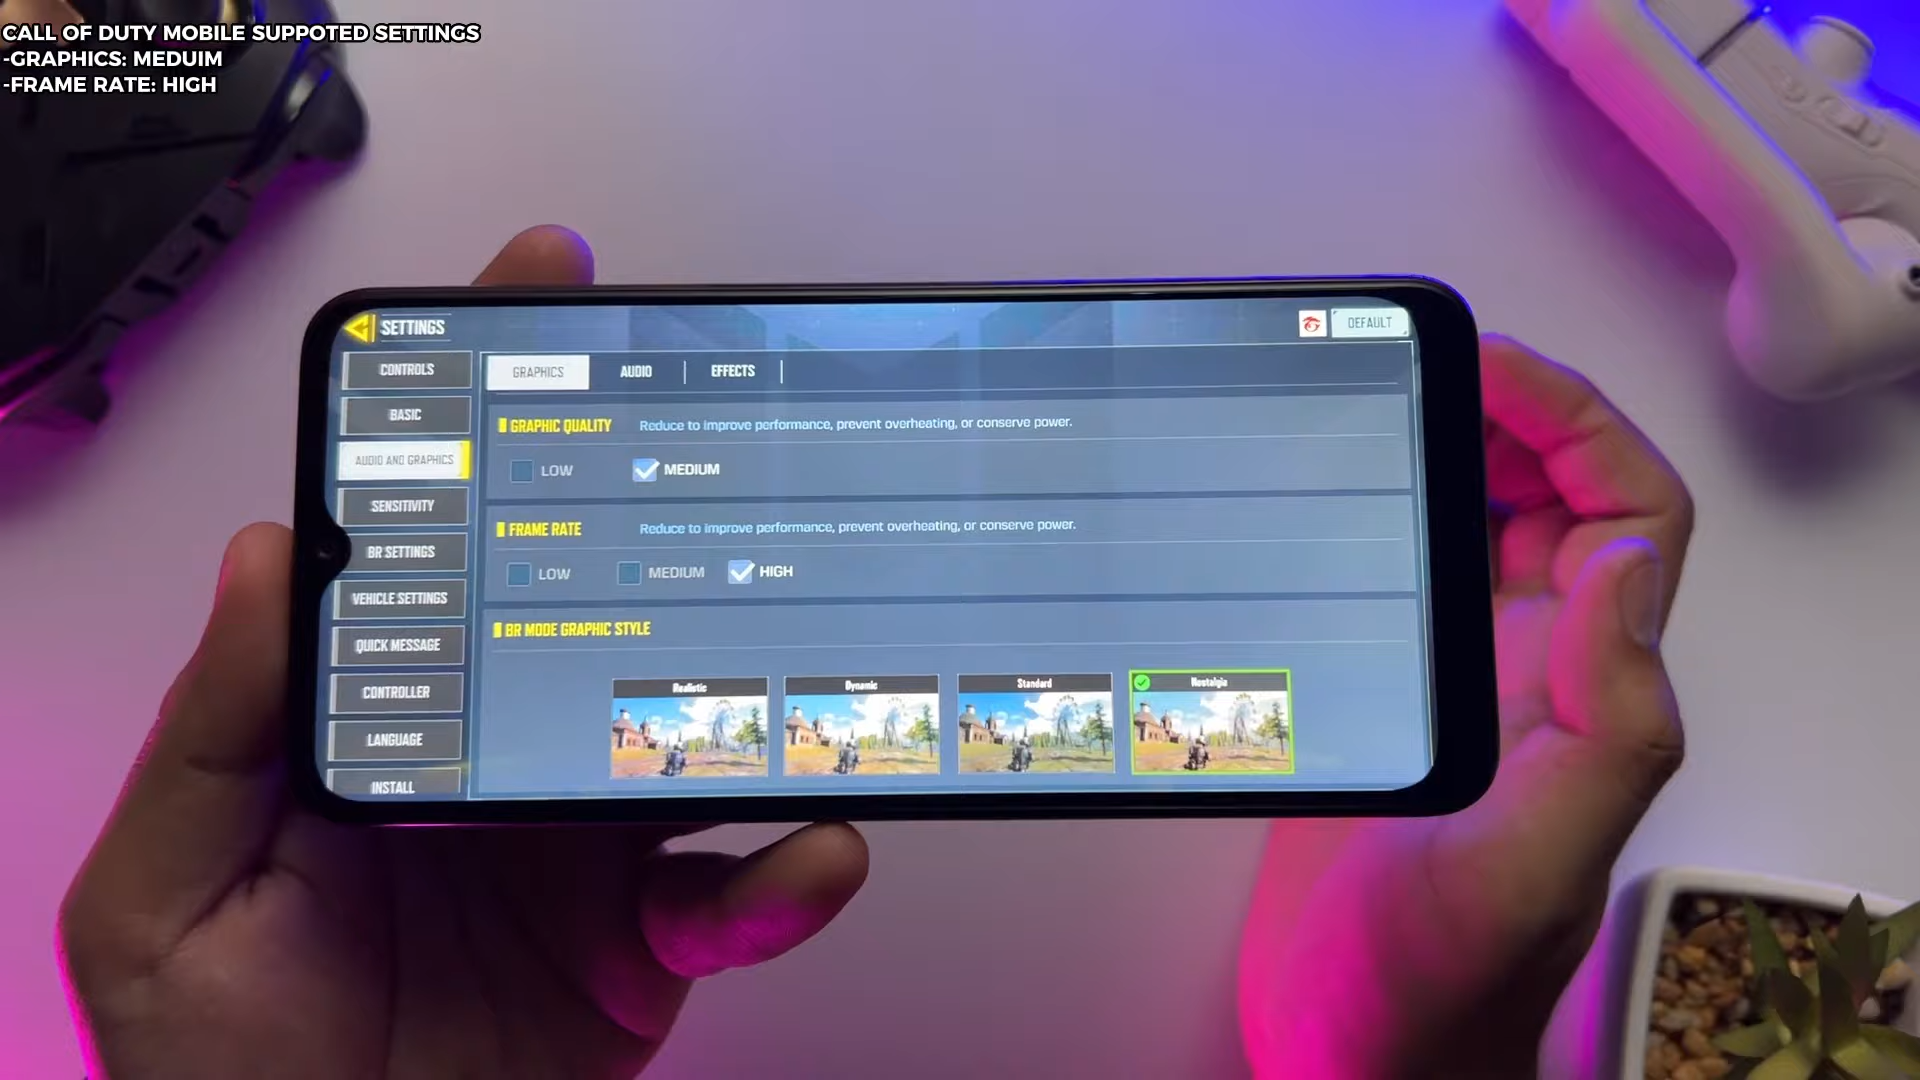 CALL OF DUTY MOBILE SUPPOTED SETTINGS
-GRAPHICS: MEDUIM
-FRAME RATE: HIGH
SETTINGS
DEFAULT
CONTROLS
BASIC
AUDIO AND GRAPHICS
SENSITIVITY
BR SETTINGS
VEHICLE SETTINGS
QUICK MESSAGE
CONTROLLER
LANGUAGE
INSTALL
GRAPHICS AUDIO EFFECTS
GRAPHIC QUALITY Reduce to improve performance, prevent overheating, or conserve power.
LOW MEDIUM
FRAME RATE Reduce to improve performance, prevent overheating, or conserve power.
LOW MEDIUM HIGH
BR MODE GRAPHIC STYLE
Realistic Dynamic Standard Nostalgia